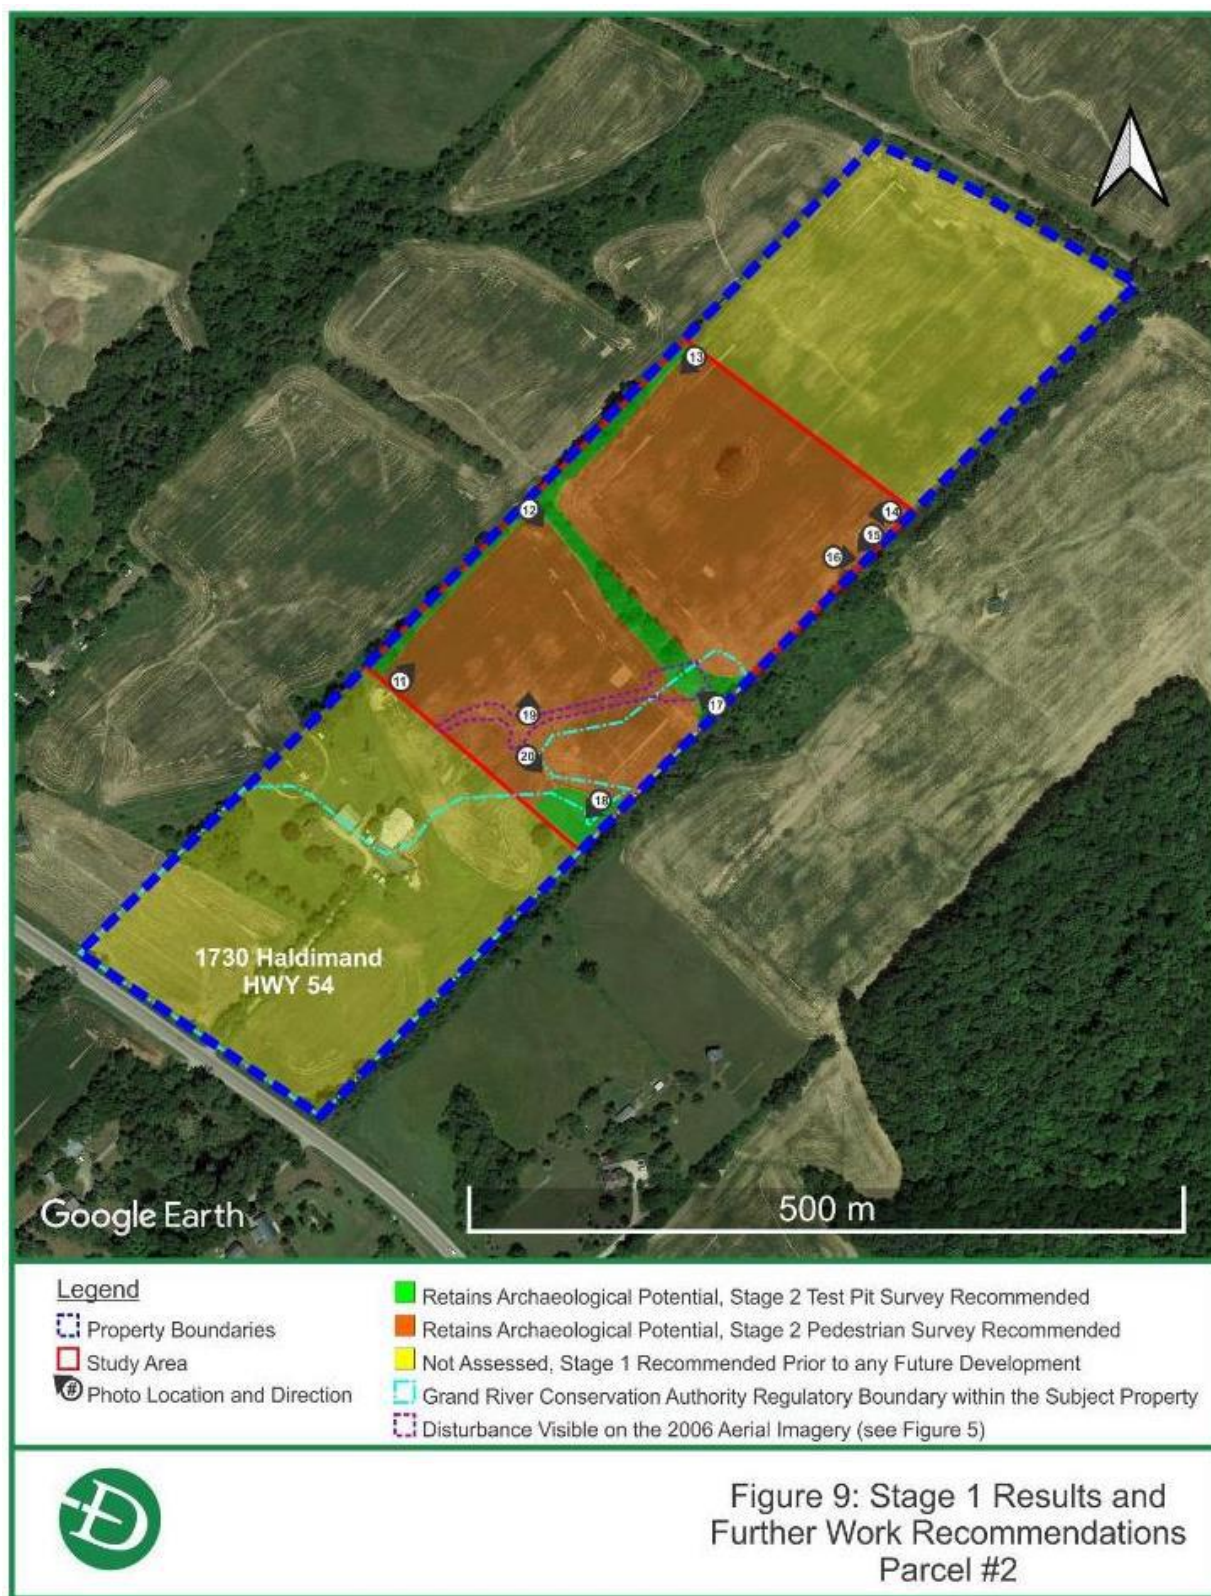 13
12
14
15
16
11
17
19
20
18
1730 Haldimand
HWY 54
Google Earth
500 m
Legend
Property Boundaries
Study Area
# Photo Location and Direction
Retains Archaeological Potential, Stage 2 Test Pit Survey Recommended
Retains Archaeological Potential, Stage 2 Pedestrian Survey Recommended
Not Assessed, Stage 1 Recommended Prior to any Future Development
Grand River Conservation Authority Regulatory Boundary within the Subject Property
Disturbance Visible on the 2006 Aerial Imagery (see Figure 5)
D
Figure 9: Stage 1 Results and
Further Work Recommendations
Parcel #2